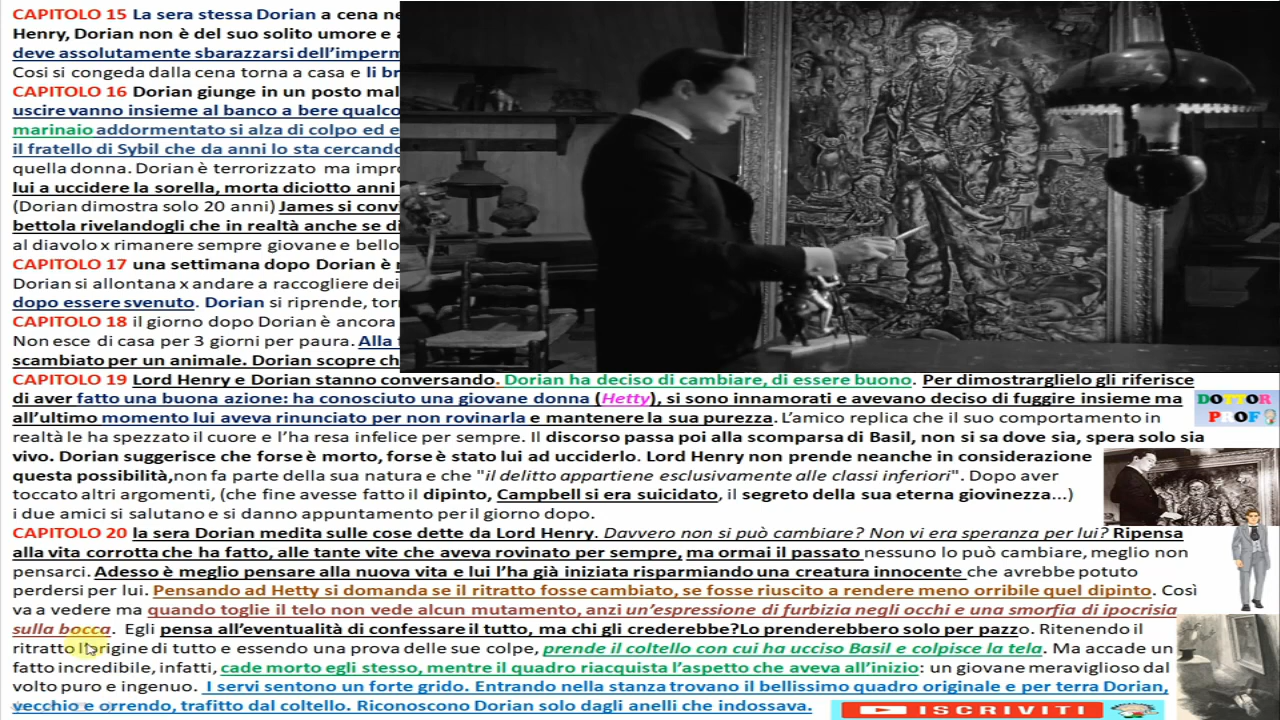 CAPITOLO 15 La sera stessa Dorian a cena ne
Henry, Dorian non è del suo solito umore e a
deve assolutamente sbarazzarsi dell'imperm
Cosi si congeda dalla cena torna a casa e li br
CAPITOLO 16 Dorian giunge in un posto mal
uscire vanno insieme al banco a bere qualco
marinaio addormentato si alza di colpo ed e
il fratello di Sybil che da anni lo sta cercando
quella donna. Dorian è terrorizzato ma impro
lui a uccidere la sorella, morta diciotto anni
(Dorian dimostra solo 20 anni) James si conv
bettola rivelandogli che in realtà anche se di
al diavolo x rimanere sempre giovane e bello
CAPITOLO 17 una settimana dopo Dorian è
Dorian si allontana x andare a raccogliere dei
dopo essere svenuto. Dorian si riprende, torn
CAPITOLO 18 il giorno dopo Dorian è ancora
Non esce di casa per 3 giorni per paura. Alla
scambiato per un animale. Dorian scopre ch
CAPITOLO 19 Lord Henry e Dorian stanno conversando. Dorian ha deciso di cambiare, di essere buono. Per dimostrarglielo gli riferisce
di aver fatto una buona azione: ha conosciuto una giovane donna (Hetty), si sono innamorati e avevano deciso di fuggire insieme ma
all'ultimo momento lui aveva rinunciato per non rovinarla e mantenere la sua purezza. L'amico replica che il suo comportamento in
realtà le ha spezzato il cuore e l'ha resa infelice per sempre. Il discorso passa poi alla scomparsa di Basil, non si sa dove sia, spera solo sia
vivo. Dorian suggerisce che forse è morto, forse è stato lui ad ucciderlo. Lord Henry non prende neanche in considerazione
questa possibilità, non fa parte della sua natura e che "il delitto appartiene esclusivamente alle classi inferiori". Dopo aver
toccato altri argomenti, (che fine avesse fatto il dipinto, Campbell si era suicidato, il segreto della sua eterna giovinezza...)
i due amici si salutano e si danno appuntamento per il giorno dopo.
CAPITOLO 20 la sera Dorian medita sulle cose dette da Lord Henry. Davvero non si può cambiare? Non vi era speranza per lui? Ripensa
alla vita corrotta che ha fatto, alle tante vite che aveva rovinato per sempre, ma ormai il passato nessuno lo può cambiare, meglio non
pensarci. Adesso è meglio pensare alla nuova vita e lui l'ha già iniziata risparmiando una creatura innocente che avrebbe potuto
perdersi per lui. Pensando ad Hetty si domanda se il ritratto fosse cambiato, se fosse riuscito a rendere meno orribile quel dipinto. Così
va a vedere ma quando toglie il telo non vede alcun mutamento, anzi un'espressione di furbizia negli occhi e una smorfia di ipocrisia
sulla bocca. Egli pensa all'eventualità di confessare il tutto, ma chi gli crederebbe?Lo prenderebbero solo per pazzo. Ritenendo il
ritratto l'origine di tutto e essendo una prova delle sue colpe, prende il coltello con cui ha ucciso Basil e colpisce la tela. Ma accade un
fatto incredibile, infatti, cade morto egli stesso, mentre il quadro riacquista l'aspetto che aveva all'inizio: un giovane meraviglioso dal
volto puro e ingenuo. I servi sentono un forte grido. Entrando nella stanza trovano il bellissimo quadro originale e per terra Dorian,
vecchio e orrendo, trafitto dal coltello. Riconoscono Dorian solo dagli anelli che indossava.
DOTTOR
PROF
ISCRIVITI